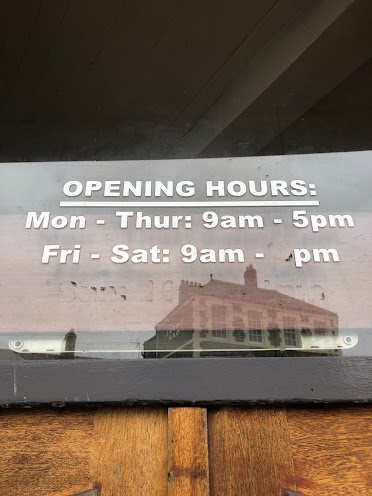 OPENING HOURS:
Mon - Thur: 9am - 5pm
Fri - Sat: 9am - pm